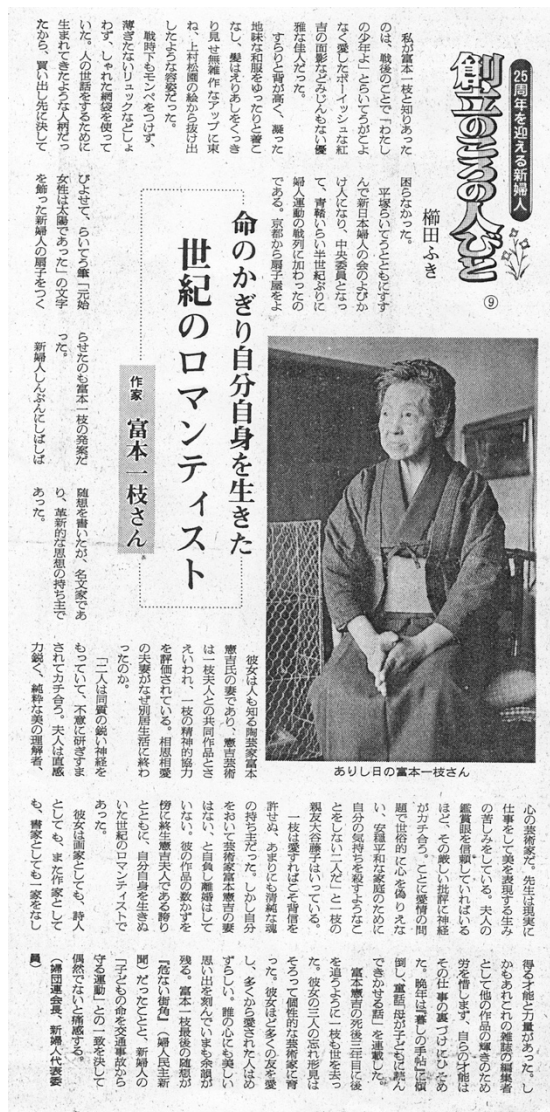 25周年を迎える新婦人
創立のころの人びと
⑨
櫛田ふき
私が富本一枝と知りあった
のは、戦後のことで、「わたし
の少年よ」とらいてうがこよ
なく愛したボーイッシュな紅
吉の面影などみじんもない優
雅な佳人だった。
すらりと背が高く、凝った
地味な和服をゆったりと着こ
なし、髪はえりあしをくっき
り見せ無雑作なアップに束
ね、上村松園の絵から抜け出
したような容姿だった。
戦時下もモンペをつけず、
薄ぎたないリュックなどしょ
わず、しゃれた網袋を使って
いた。人の世話をするために
生まれてきたような人柄だっ
たから、買い出し先に決して
困らなかった。
平塚らいてうとともにすす
んで新日本婦人の会のよびか
け人になり、中央委員となっ
て、青鞜いらい半世紀ぶりに
婦人運動の戦列に加わったの
である。京都から扇子屋をよ
びよせて、らいてう筆「元始
女性は太陽であった」の文字
を飾った新婦人の扇子をつく
らせたのも富本一枝の発案だ
った。
新婦人しんぶんにしばしば
随想を書いたが、名文家であ
り、革新的な思想の持ち主で
あった。
命のかぎり自分自身を生きた
世紀のロマンティスト
作家 富本一枝さん
ありし日の富本一枝さん
彼女は人も知る陶芸家富本
憲吉氏の妻であり、憲吉芸術
は一枝夫人との共同作品とさ
えいわれ、一枝の精神的協力
を評価されている。相思相愛
の夫妻がなぜ別居生活に終わ
ったのか。
「二人は同質の鋭い神経を
もっていて、不意に研ぎすま
されてカチ合う。夫人は直感
力鋭く、純粋な美の理解者、
心の芸術家だ。先生は現実に
仕事をして美を表現する生み
の苦しみをしている。夫人の
鑑賞眼を信頼していればいる
ほど、その厳しい批評に神経
がカチ合う。ことに愛情の問
題で世俗的に心を偽りえな
い、安穏平和な家庭のために
自分の気持ちを殺すようなこ
とをしない二人だ」と一枝の
親友大谷藤子はいっている。
一枝は愛すればこそ背信を
許せぬ、あまりにも清純な魂
の持ち主だった。しかし自分
をおいて芸術家富本憲吉の妻
はない、と自負し離婚はして
いない。彼の作品の数かずを
傍に終生憲吉夫人である誇り
とともに、自分自身を生きぬ
いた世紀のロマンティストで
あった。
彼女は画家としても、詩人
としても、また作家として
も、書家としても一家をなし
得る才能と力量があった。し
かもあれこれの雑誌の編集者
として他の作品の輝きのため
労を惜します、自らの才能は
その仕事の裏づけにひそめ
た。晩年は『暮しの手帖』に傾
倒し、童話「母が子どもに読ん
できかせる話」を連載した。
富本憲吉の死後三年目に後
を追うように一枝も世を去っ
た。彼女の三人の忘れ形見は
そろって個性的な芸術家に育
った。彼女ほど多くの友を愛
し、多くから愛された人はめ
ずらしい。誰の心にも美しい
思い出を刻んでいまも余韻が
残る。富本一枝最後の随想が
『危ない街角』（婦人民主新
聞）だったことと、新婦人の
「子どもの命を交通事故から
守る運動」との一致を決して
偶然でないと痛感する。
（婦団連会長、新婦人代表委
員）